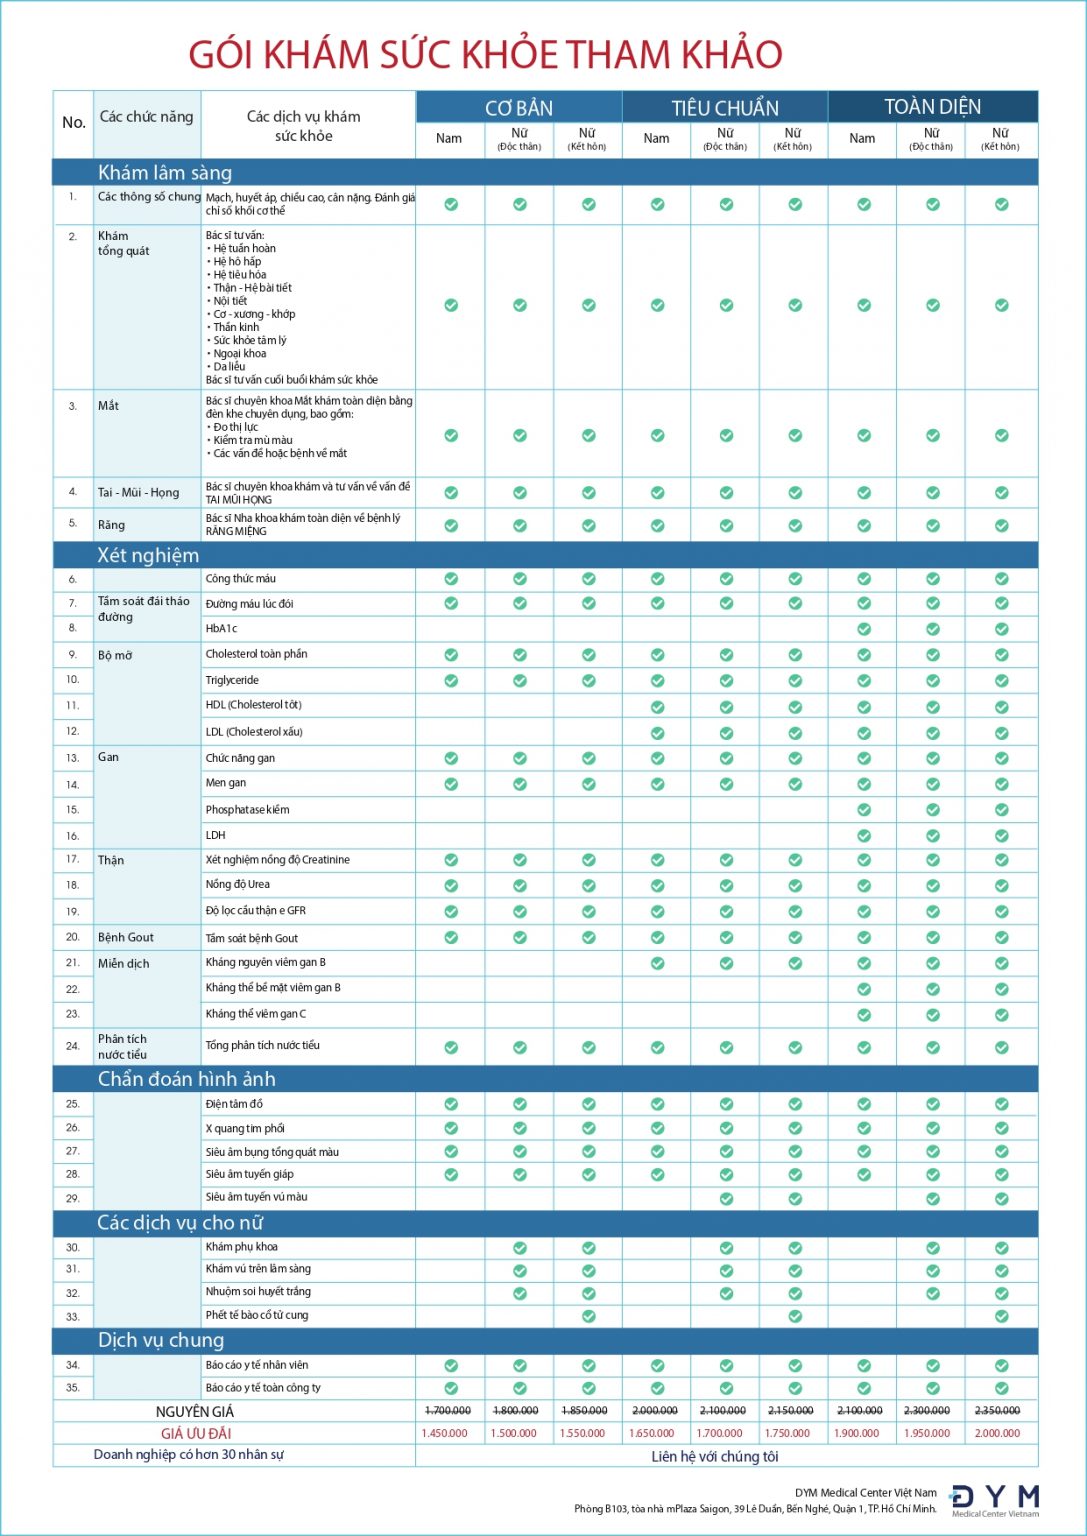 GÓI KHÁM SỨC KHỎE THAM KHẢO
No.
Các chức năng
Các dịch vụ khám
sức khỏe
CƠ BẢN
TIÊU CHUẨN
TOÀN DIỆN
Nam
Nữ
(Độc thân)
Nữ
(Kết hôn)
Nam
Nữ
(Độc thân)
Nữ
(Kết hôn)
Nam
Nữ
(Độc thân)
Nữ
(Kết hôn)
Khám lâm sàng
1. Các thông số chung Mạch, huyết áp, chiều cao, cân nặng. Đánh giá
chỉ số khối cơ thể
2. Khám
tổng quát
Bác sĩ tư vấn:
• Hệ tuần hoàn
• Hệ hô hấp
• Hệ tiêu hóa
• Thận - Hệ bài tiết
• Nội tiết
• Cơ - xương - khớp
• Thần kinh
• Sức khỏe tâm lý
• Ngoại khoa
• Da liễu
Bác sĩ tư vấn cuối buổi khám sức khỏe
3. Mắt
Bác sĩ chuyên khoa Mắt khám toàn diện bằng
đèn khe chuyên dụng, bao gồm:
• Đo thị lực
• Kiểm tra mù màu
• Các vấn đề hoặc bệnh về mắt
4. Tai - Mũi - Họng
Bác sĩ chuyên khoa khám và tư vấn về vấn đề
TAI MŨI HỌNG
5. Răng
Bác sĩ Nha khoa khám toàn diện về bệnh lý
RĂNG MIỆNG
Xét nghiệm
6. Công thức máu
7. Tầm soát đái tháo
đường
Đường máu lúc đói
8. HbA1c
9. Bộ mỡ Cholesterol toàn phần
10. Triglyceride
11. HDL (Cholesterol tốt)
12. LDL (Cholesterol xấu)
13. Gan Chức năng gan
14. Men gan
15. Phosphatase kiềm
16. LDH
17. Thận Xét nghiệm nồng độ Creatinine
18. Nồng độ Urea
19. Độ lọc cầu thận e GFR
20. Bệnh Gout Tầm soát bệnh Gout
21. Miễn dịch Kháng nguyên viêm gan B
22. Kháng thể bề mặt viêm gan B
23. Kháng thể viêm gan C
24. Phân tích
nước tiểu
Tổng phân tích nước tiểu
Chẩn đoán hình ảnh
25. Điện tâm đồ
26. X quang tim phổi
27. Siêu âm bụng tổng quát màu
28. Siêu âm tuyến giáp
29. Siêu âm tuyến vú màu
Các dịch vụ cho nữ
30. Khám phụ khoa
31. Khám vú trên lâm sàng
32. Nhuộm soi huyết trắng
33. Phết tế bào cổ tử cung
Dịch vụ chung
34. Báo cáo y tế nhân viên
35. Báo cáo y tế toàn công ty
NGUYÊN GIÁ 1.700.000 1.800.000 1.850.000 2.000.000 2.100.000 2.150.000 2.100.000 2.300.000 2.350.000
GIÁ ƯU ĐÃI 1.450.000 1.500.000 1.550.000 1.650.000 1.700.000 1.750.000 1.900.000 1.950.000 2.000.000
Doanh nghiệp có hơn 30 nhân sự Liên hệ với chúng tôi
DYM Medical Center Việt Nam
Phòng B103, tòa nhà mPlaza Saigon, 39 Lê Duẩn, Bến Nghé, Quận 1, TP. Hồ Chí Minh.
DYM
Medical Center Vietnam